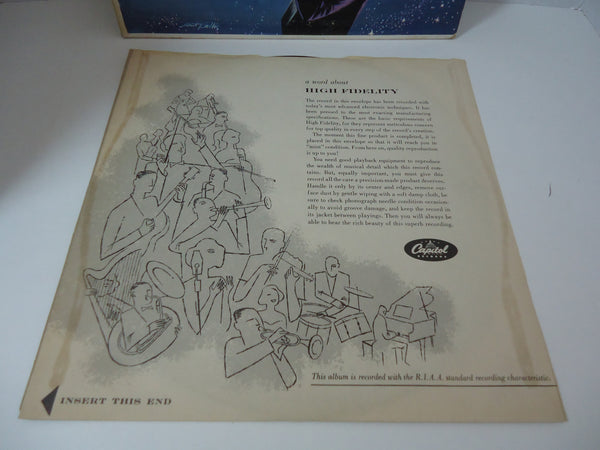 a word about
HIGH FIDELITY
The record in this envelope has been recorded with
today's most advanced electronic techniques. It has
been pressed to the most exacting manufacturing
specifications. These are the basic requirements of
High Fidelity, for they represent meticulous concern
for top quality in every step of the record's creation.
The moment this fine product is completed, it is
placed in this envelope so that it will reach you in
"mint" condition. From here on, quality reproduction
is up to you!
You need good playback equipment to reproduce
the wealth of musical detail which this record con-
tains. But, equally important, you must give this
record all the care a precision-made product deserves.
Handle it only by its center and edges, remove sur-
face dust by gentle wiping with a soft damp cloth, be
sure to check phonograph needle condition occasion-
ally to avoid groove damage, and keep the record in
its jacket between playings. Then you will always be
able to hear the rich beauty of this superb recording.
Capitol
RECORDS
This album is recorded with the R.I.A.A. standard recording characteristic.
INSERT THIS END